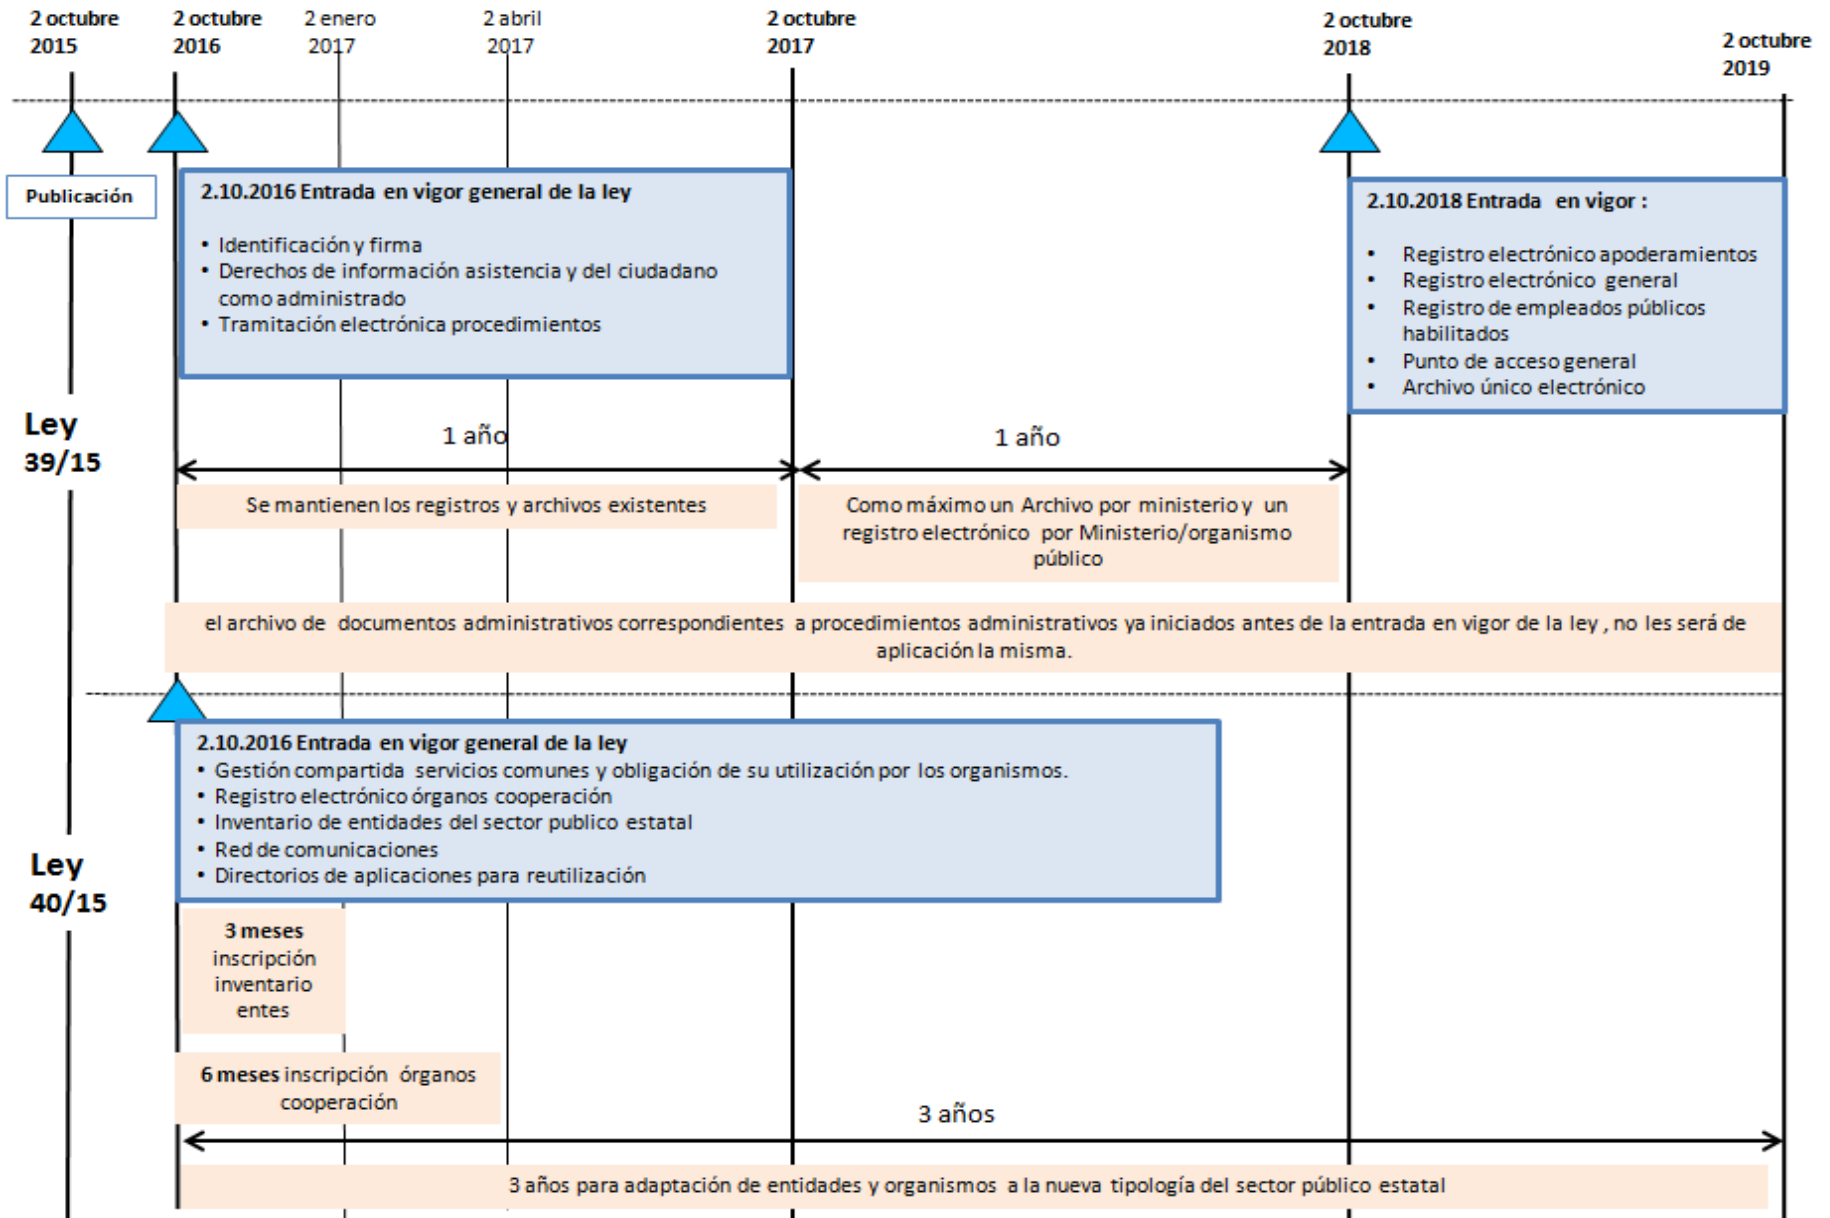 2 octubre
2015
2 octubre
2016
2 enero
2017
2 abril
2017
2 octubre
2017
2 octubre
2018
2 octubre
2019
Publicación
2.10.2016 Entrada en vigor general de la ley
• Identificación y firma
• Derechos de información asistencia y del ciudadano
como administrado
• Tramitación electrónica procedimientos
2.10.2018 Entrada en vigor :
• Registro electrónico apoderamientos
• Registro electrónico general
• Registro de empleados públicos
habilitados
• Punto de acceso general
• Archivo único electrónico
Ley
39/15
1 año
1 año
Se mantienen los registros y archivos existentes
Como máximo un Archivo por ministerio y un
registro electrónico por Ministerio/organismo
público
el archivo de documentos administrativos correspondientes a procedimientos administrativos ya iniciados antes de la entrada en vigor de la ley , no les será de
aplicación la misma.
2.10.2016 Entrada en vigor general de la ley
• Gestión compartida servicios comunes y obligación de su utilización por los organismos.
• Registro electrónico órganos cooperación
• Inventario de entidades del sector publico estatal
• Red de comunicaciones
• Directorios de aplicaciones para reutilización
Ley
40/15
3 meses
inscripción
inventario
entes
6 meses inscripción órganos
cooperación
3 años
3 años para adaptación de entidades y organismos a la nueva tipología del sector público estatal